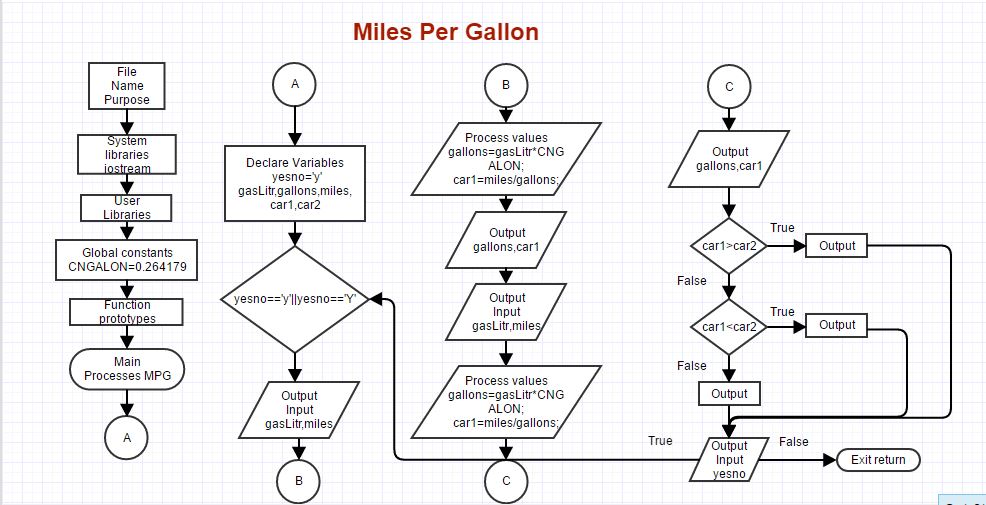 Miles Per Gallon
File
Name
Purpose
System
libraries
iostream
User
Libraries
Global constants
CNGALON=0.264179
Function
prototypes
Main
Processes MPG
A
A
Declare Variables
yesno='y'
gasLitr,gallons,miles,
car1,car2
yesno=='y'||yesno=='Y'
Output
Input
gasLitr,miles
B
B
Process values
gallons=gasLitr*CNG
ALON;
car1=miles/gallons;
Output
gallons,car1
Output
Input
gasLitr,miles
Process values
gallons=gasLitr*CNG
ALON;
car1=miles/gallons;
C
C
Output
gallons,car1
car1>car2
True
Output
False
car1<car2
True
Output
False
Output
Output
Input
yesno
True
False
Exit return